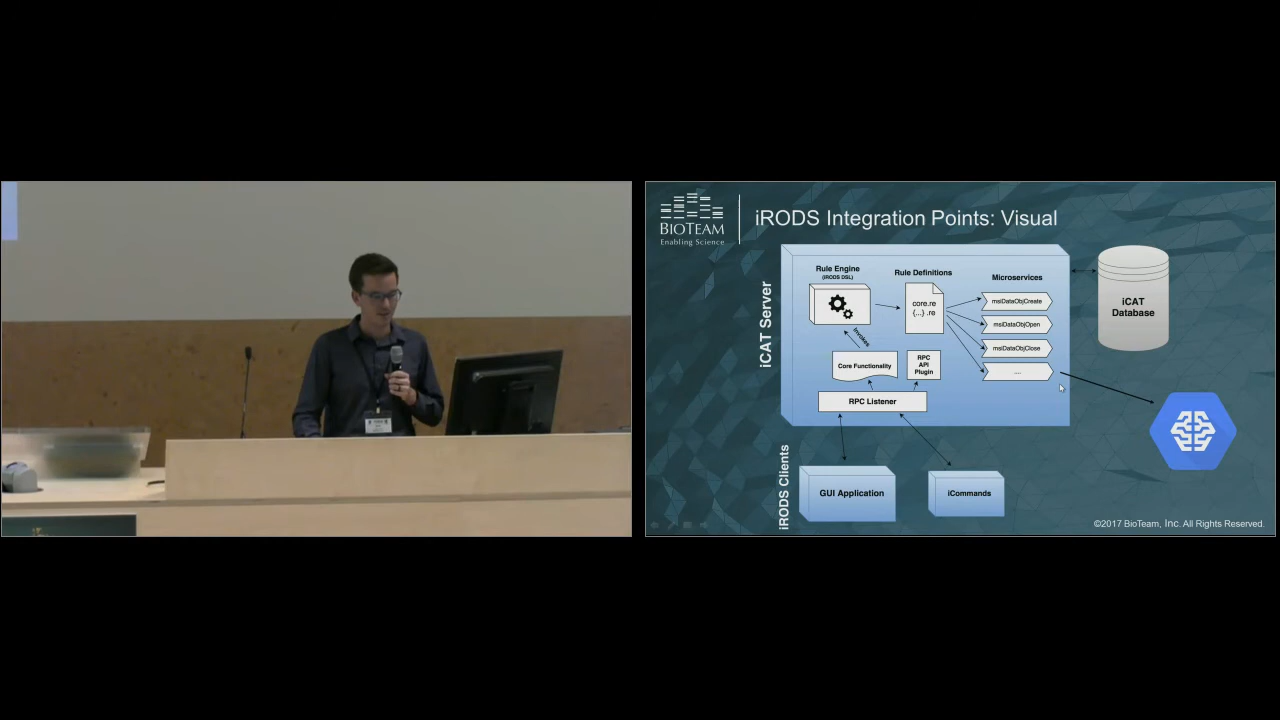 BIOTEAM
Enabling Science
iRODS Integration Points: Visual
iCAT Server
Rule Engine
(iRODS DSL)
Rule Definitions
Microservices
core.re
{...} .re
msiDataObjCreate
msiDataObjOpen
msiDataObjClose
....
Invokes
Core Functionality
RPC
API
Plugin
RPC Listener
iCAT
Database
iRODS Clients
GUI Application
iCommands
©2017 BioTeam, Inc. All Rights Reserved.